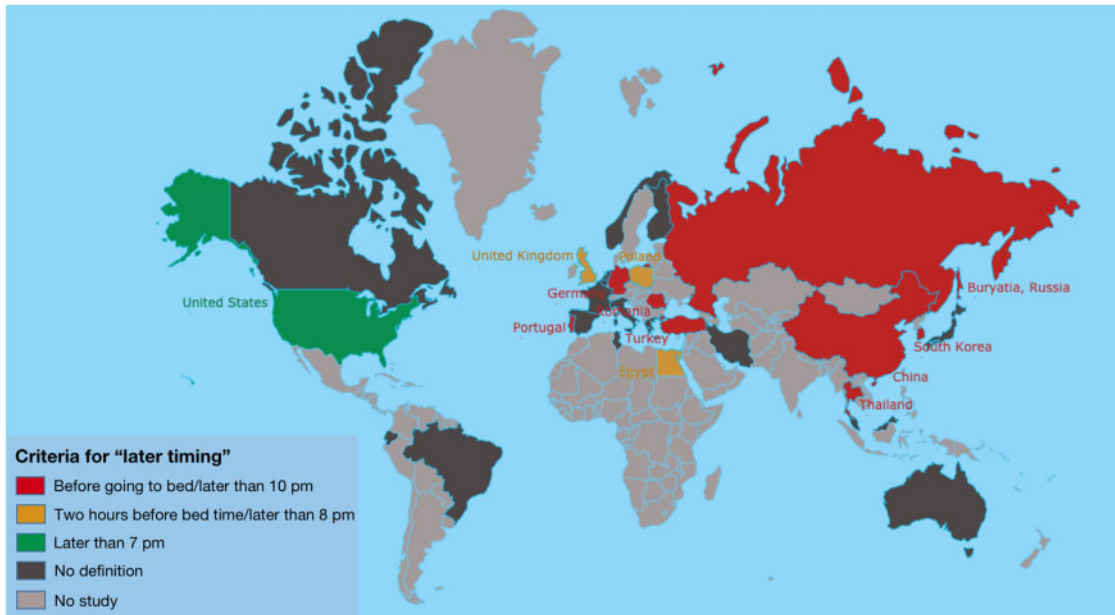 United Kingdom
Poland
Germany
Buryatia, Russia
United States
Romania
Portugal
Turkey
South Korea
Egypt
China
Thailand
Criteria for “later timing”
Before going to bed/later than 10 pm
Two hours before bed time/later than 8 pm
Later than 7 pm
No definition
No study